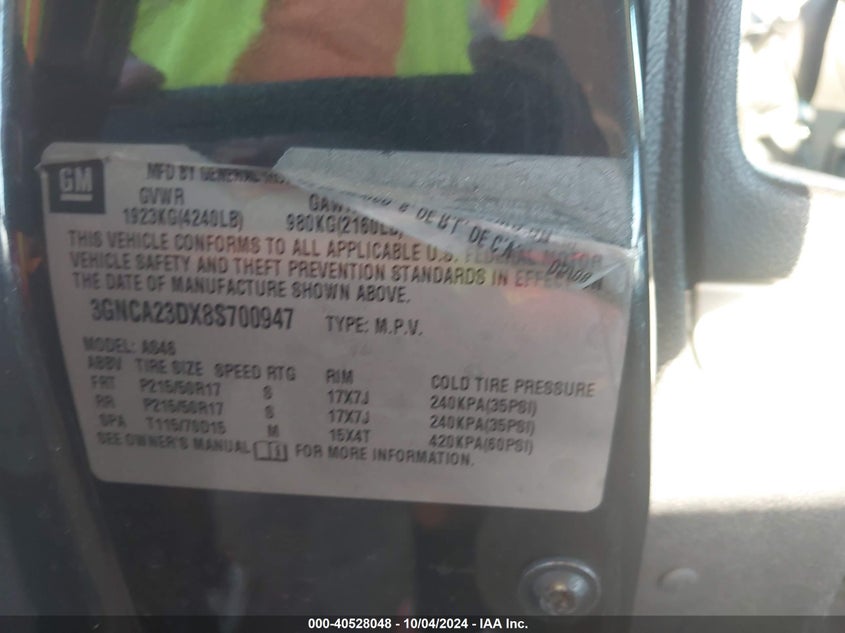 GM
MFD BY GENERAL
GVWR
1923KG(4240LB) 980KG(2160LB)
THIS VEHICLE CONFORMS TO ALL APPLICABLE U.S. FEDERAL MOTOR
VEHICLE SAFETY AND THEFT PREVENTION STANDARDS IN EFFECT ON
THE DATE OF MANUFACTURE SHOWN ABOVE.
3GNCA23DX8S700947 TYPE: M.P.V.
MODEL: AS46
ABBV TIRE SIZE SPEED RTG RIM COLD TIRE PRESSURE
FRT P215/50R17 S 17X7J 240KPA(35PSI)
RR P215/50R17 S 17X7J 240KPA(35PSI)
SPA T115/70D15 M 15X4T 420KPA(60PSI)
SEE OWNER'S MANUAL FOR MORE INFORMATION.
000-40528048 - 10/04/2024 - IAA Inc.